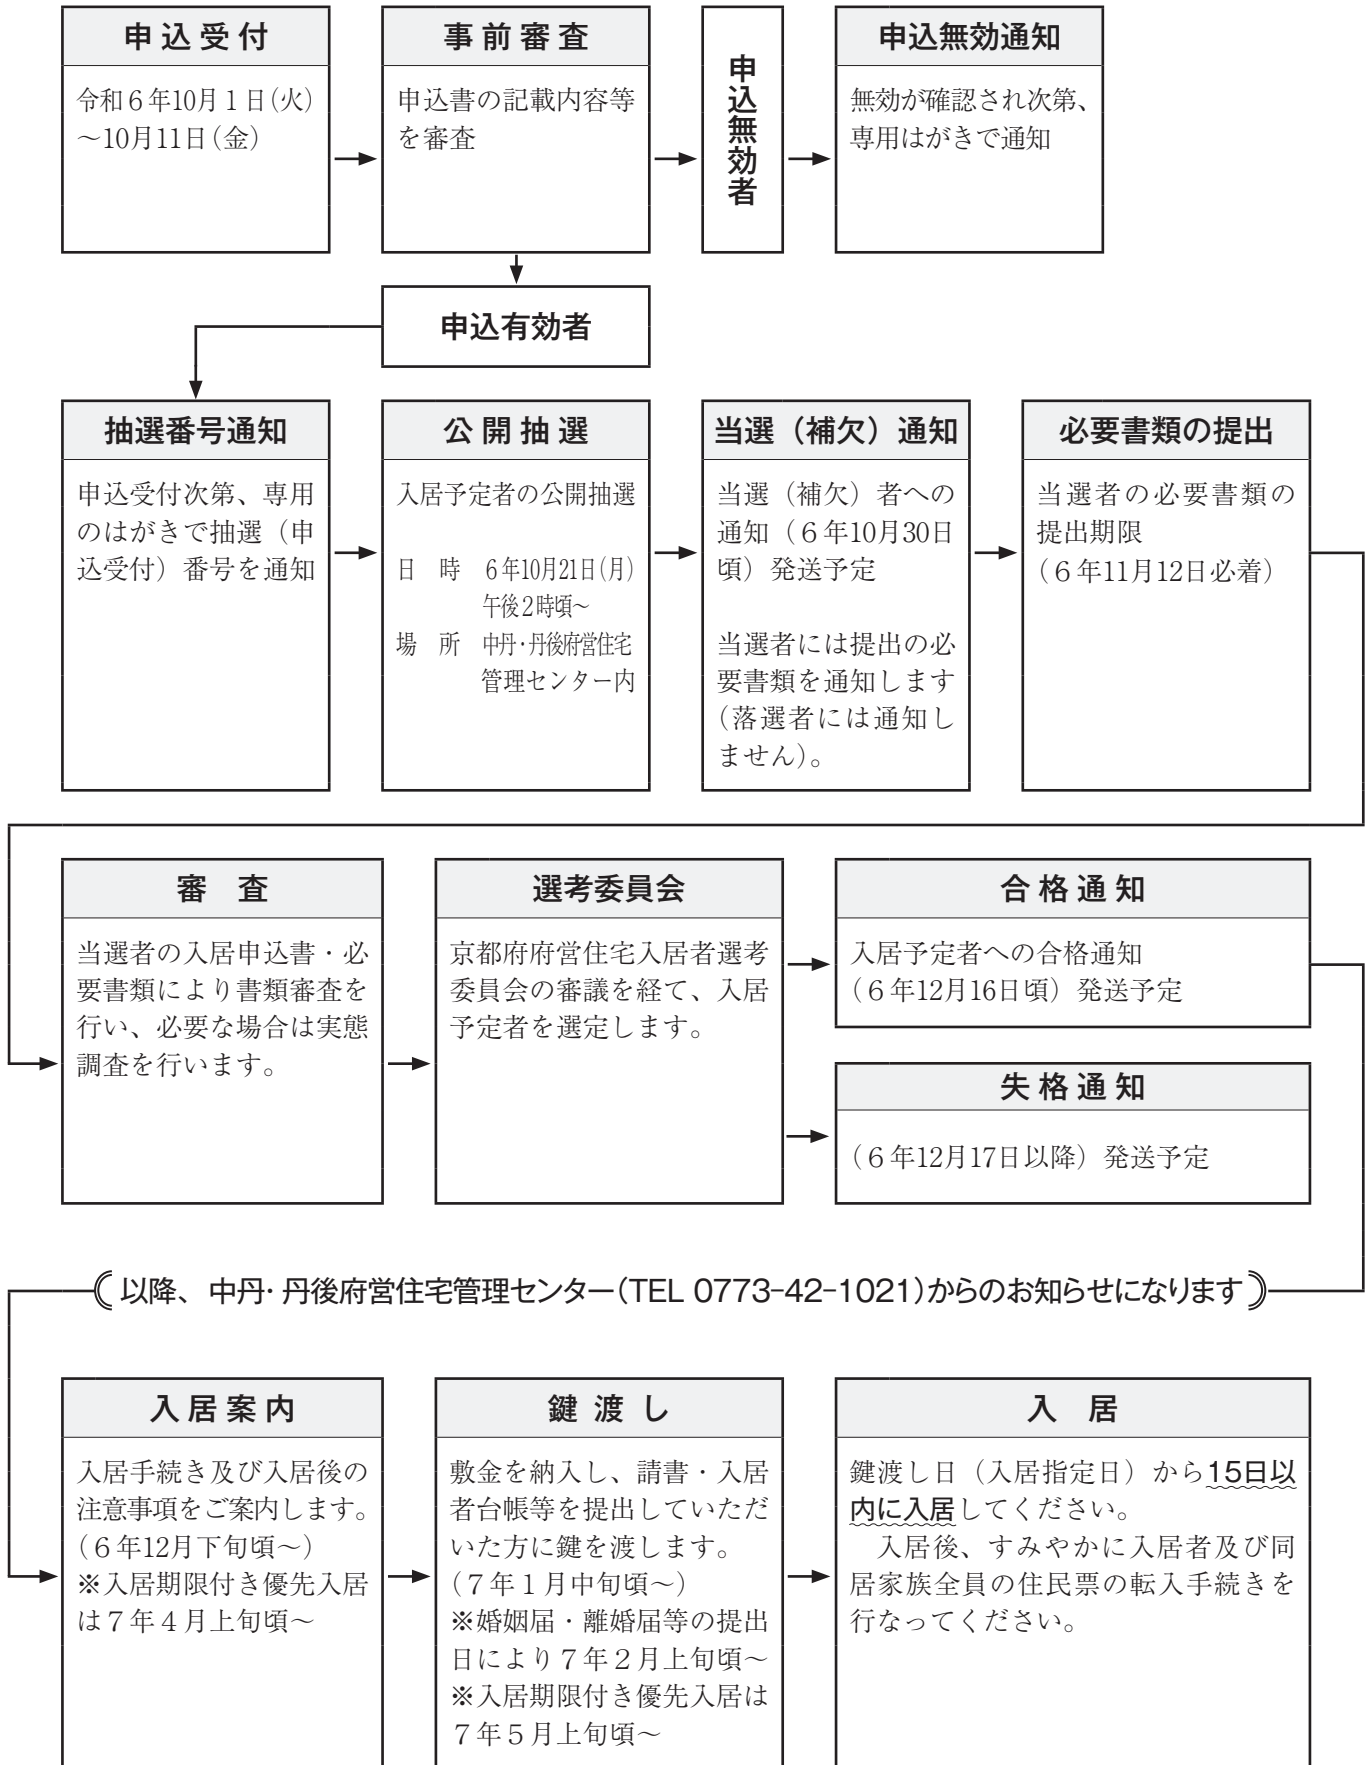 申込受付
令和６年10月１日(火)
～10月11日(金)
事前審査
申込書の記載内容等
を審査
申込無効者
申込無効通知
無効が確認され次第、
専用はがきで通知
申込有効者
抽選番号通知
申込受付次第、専用
のはがきで抽選（申
込受付）番号を通知
公開抽選
入居予定者の公開抽選
日　時　６年10月21日(月)
午後２時頃～
場　所　中丹・丹後府営住宅
管理センター内
当選（補欠）通知
当選（補欠）者への
通知（６年10月30日
頃）発送予定
当選者には提出の必
要書類を通知します
（落選者には通知し
ません）。
必要書類の提出
当選者の必要書類の
提出期限
（６年11月12日必着）
審　査
当選者の入居申込書・必
要書類により書類審査を
行い、必要な場合は実態
調査を行います。
選考委員会
京都府府営住宅入居者選考
委員会の審議を経て、入居
予定者を選定します。
合格通知
入居予定者への合格通知
（６年12月16日頃）発送予定
失格通知
（６年12月17日以降）発送予定
以降、中丹・丹後府営住宅管理センター（TEL 0773-42-1021）からのお知らせになります
入居案内
入居手続き及び入居後の
注意事項をご案内します。
（６年12月下旬頃～）
※入居期限付き優先入居
は７年４月上旬頃～
鍵渡し
敷金を納入し、請書・入居
者台帳等を提出していただ
いた方に鍵を渡します。
（７年１月中旬頃～）
※婚姻届・離婚届等の提出
日により７年２月上旬頃～
※入居期限付き優先入居は
７年５月上旬頃～
入　居
鍵渡し日（入居指定日）から15日以
内に入居してください。
　入居後、すみやかに入居者及び同
居家族全員の住民票の転入手続きを
行なってください。